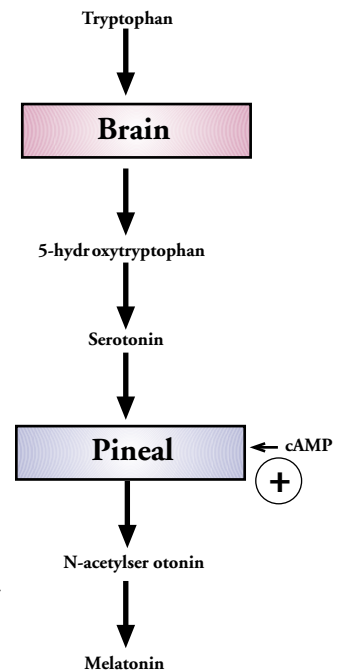 Tryptophan
Brain
5-hydr oxytryptophan
Serotonin
Pineal
cAMP
+
N-acetylser otonin
Melatonin